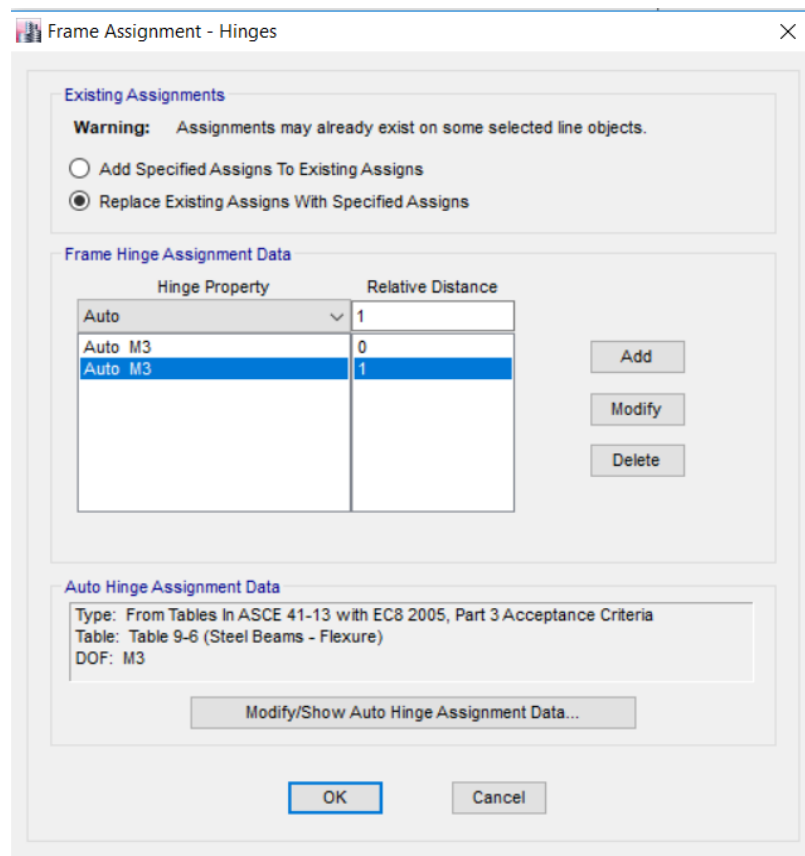 Frame Assignment - Hinges
Existing Assignments
Warning: Assignments may already exist on some selected line objects.
Add Specified Assigns To Existing Assigns
Replace Existing Assigns With Specified Assigns
Frame Hinge Assignment Data
Hinge Property Relative Distance
Auto 1
Auto M3 0
Auto M3 1
Add
Modify
Delete
Auto Hinge Assignment Data
Type: From Tables In ASCE 41-13 with EC8 2005, Part 3 Acceptance Criteria
Table: Table 9-6 (Steel Beams - Flexure)
DOF: M3
Modify/Show Auto Hinge Assignment Data...
OK Cancel